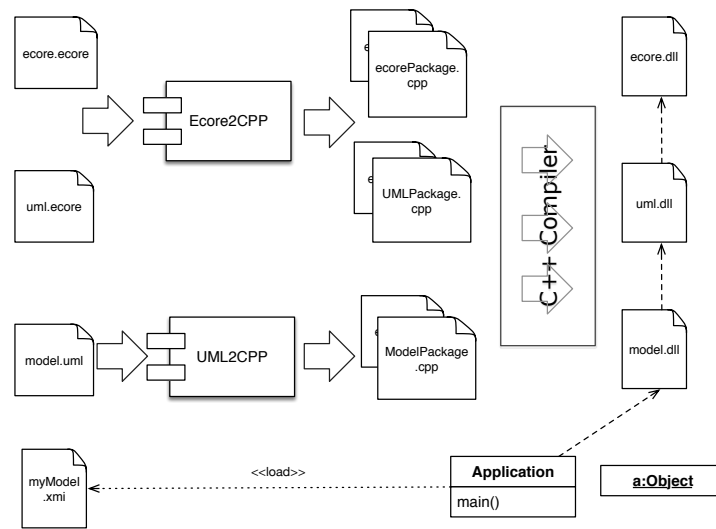 ecore.ecore
e
ecorePackage.
cpp
ecore.dll
Ecore2CPP
C++ Compiler
e
UMLPackage.
cpp
uml.ecore
uml.dll
e
ModelPackage
.cpp
model.uml
UML2CPP
model.dll
<<load>>
myModel
.xmi
Application
main()
a:Object